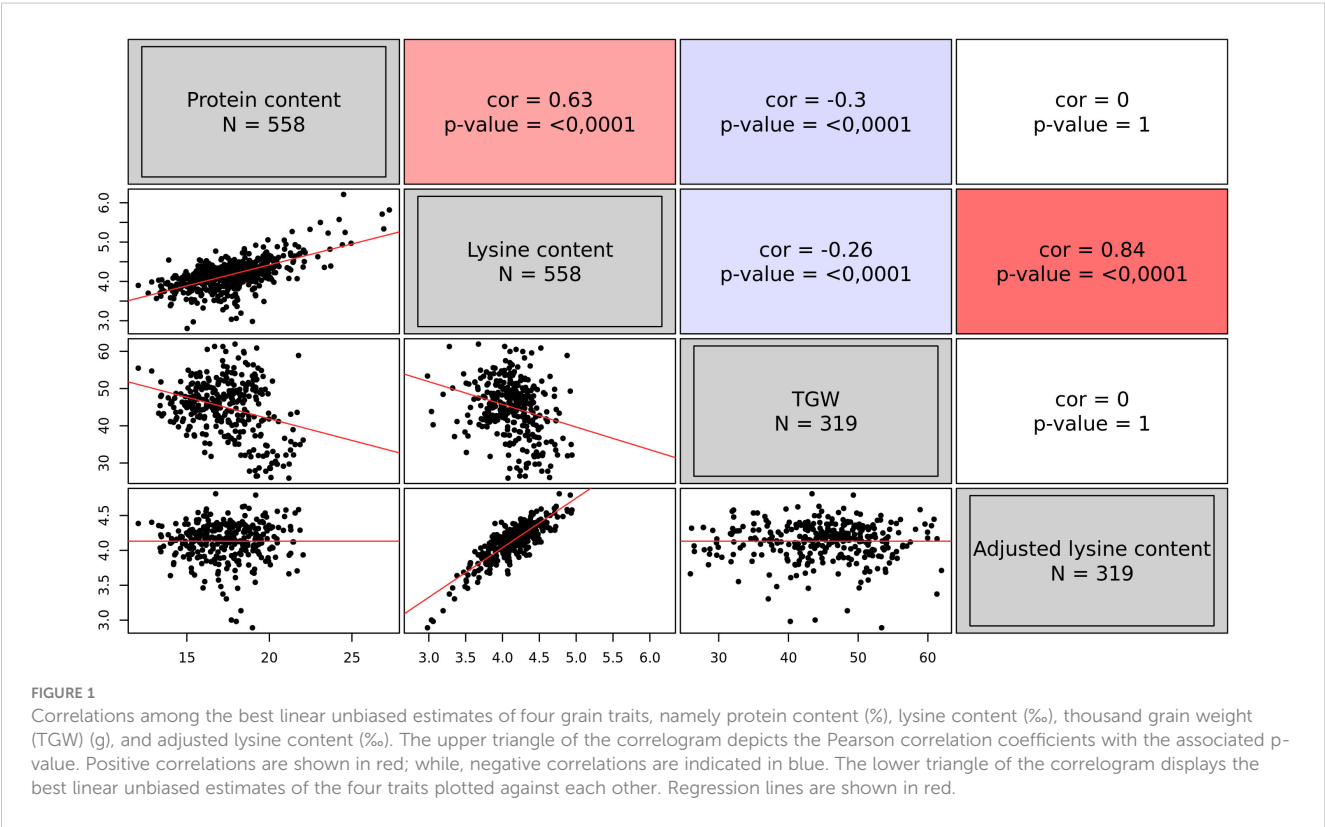 Protein content
N = 558
cor = 0.63
p-value = <0,0001
cor = -0.3
p-value = <0,0001
cor = 0
p-value = 1
6.0
5.0
4.0
3.0
Lysine content
N = 558
cor = -0.26
p-value = <0,0001
cor = 0.84
p-value = <0,0001
60
50
40
30
TGW
N = 319
cor = 0
p-value = 1
4.5
4.0
3.5
3.0
Adjusted lysine content
N = 319
15 20 25 3.0 3.5 4.0 4.5 5.0 5.5 6.0 30 40 50 60
FIGURE 1
Correlations among the best linear unbiased estimates of four grain traits, namely protein content (%), lysine content (‰), thousand grain weight
(TGW) (g), and adjusted lysine content (‰). The upper triangle of the correlogram depicts the Pearson correlation coefficients with the associated p-
value. Positive correlations are shown in red; while, negative correlations are indicated in blue. The lower triangle of the correlogram displays the
best linear unbiased estimates of the four traits plotted against each other. Regression lines are shown in red.